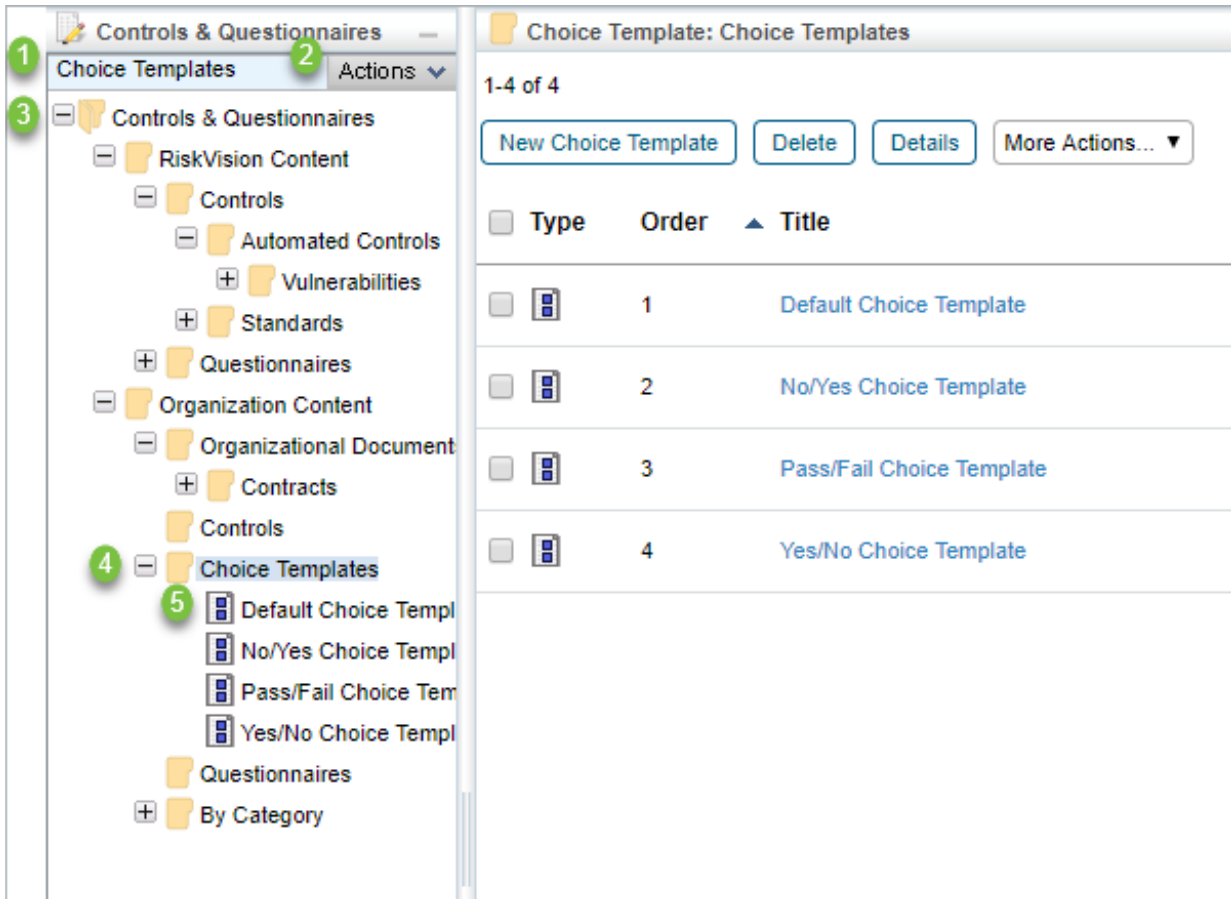 Controls & Questionnaires
1
Choice Templates
2
Actions
3
Controls & Questionnaires
RiskVision Content
Controls
Automated Controls
Vulnerabilities
Standards
Questionnaires
Organization Content
Organizational Document
Contracts
Controls
4
Choice Templates
5
Default Choice Templ
No/Yes Choice Templ
Pass/Fail Choice Tem
Yes/No Choice Templ
Questionnaires
By Category
Choice Template: Choice Templates
1-4 of 4
New Choice Template Delete Details More Actions...
Type Order Title
1 Default Choice Template
2 No/Yes Choice Template
3 Pass/Fail Choice Template
4 Yes/No Choice Template